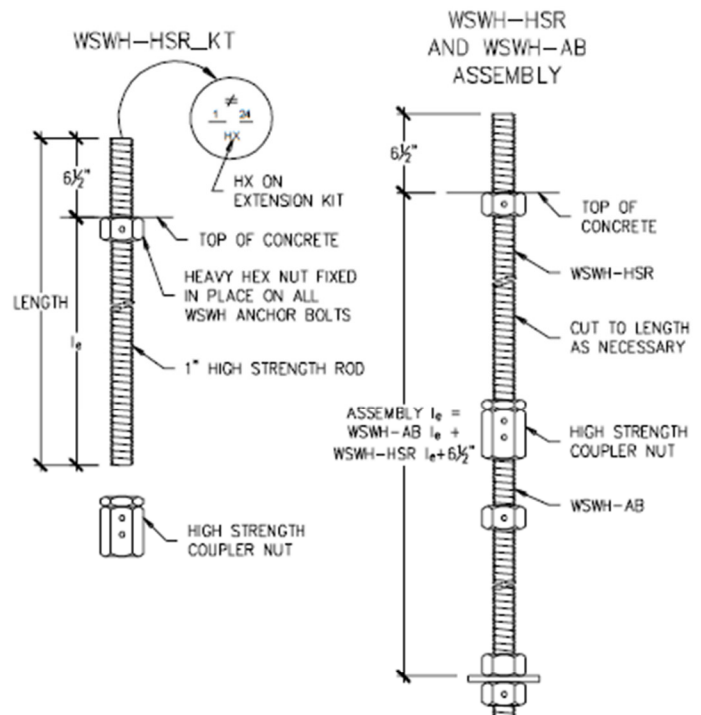 WSWH-HSR_KT
≠
1 24
HX
6½"
HX ON
EXTENSION KIT
TOP OF CONCRETE
LENGTH
HEAVY HEX NUT FIXED
IN PLACE ON ALL
WSWH ANCHOR BOLTS
le
1" HIGH STRENGTH ROD
HIGH STRENGTH
COUPLER NUT
WSWH-HSR
AND WSWH-AB
ASSEMBLY
6½"
TOP OF
CONCRETE
WSWH-HSR
CUT TO LENGTH
AS NECESSARY
ASSEMBLY le =
WSWH-AB le +
WSWH-HSR le+6½"
HIGH STRENGTH
COUPLER NUT
WSWH-AB